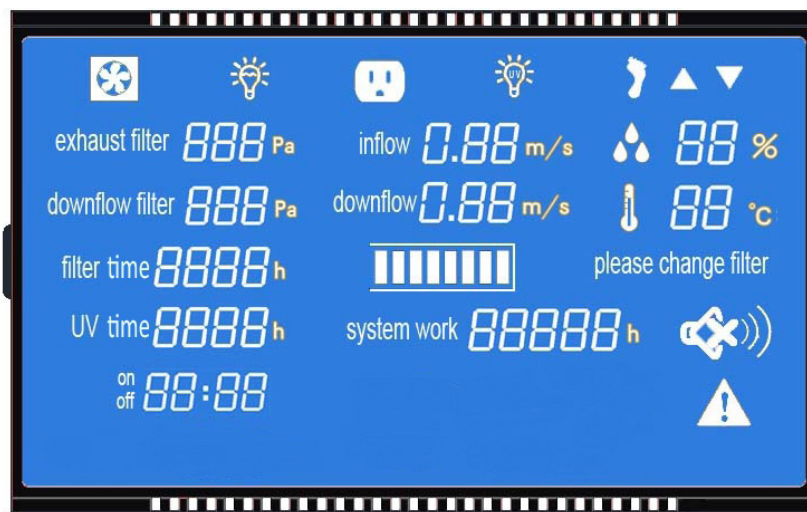 UV
exhaust filter 888 Pa inflow 0.88 m/s 88 %
downflow filter 888 Pa downflow 0.88 m/s 88 °C
filter time 8888 h please change filter
UV time 8888 h system work 88888 h
on
off 88:88